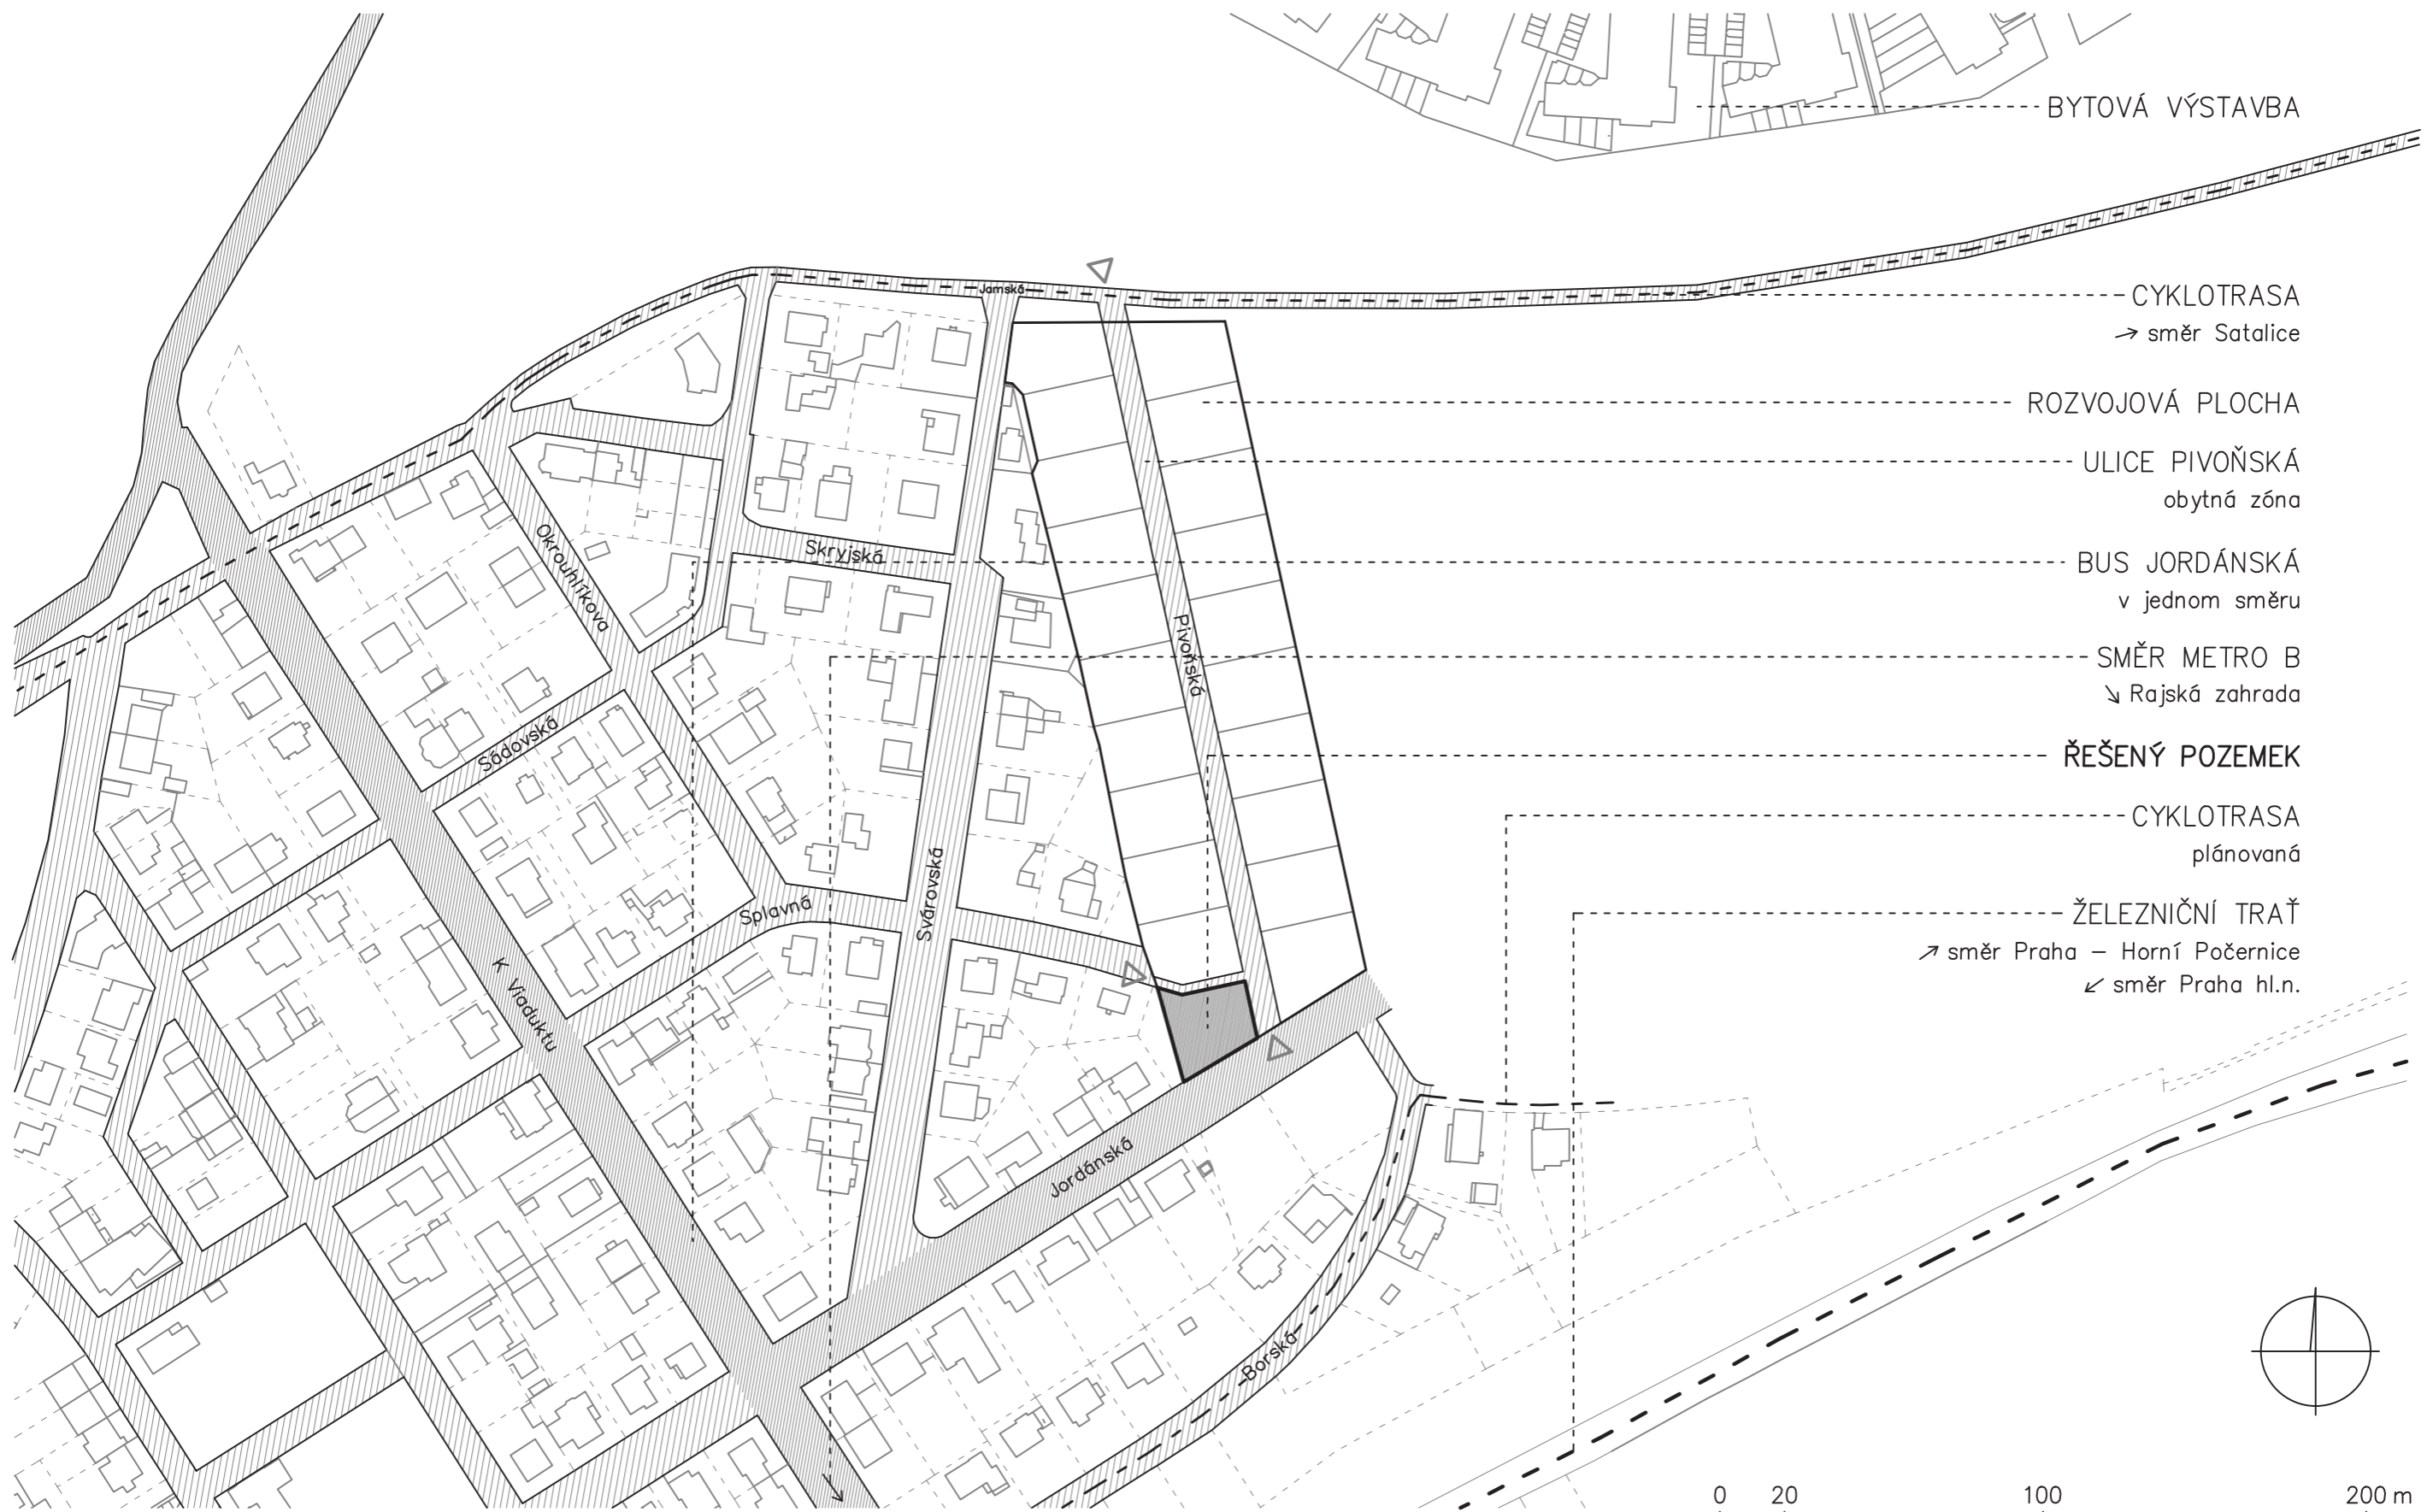 BYTOVÁ VÝSTAVBA
Jamská
CYKLOTRASA
→ směr Satalice
ROZVOJOVÁ PLOCHA
ULICE PIVOŇSKÁ
obytná zóna
Okrouhlíkova
Skryjská
BUS JORDÁNSKÁ
v jednom směru
Pivoňská
SMĚR METRO B
↘ Rajská zahrada
Sádovská
ŘEŠENÝ POZEMEK
CYKLOTRASA
plánovaná
Splavná
Svárovská
ŽELEZNIČNÍ TRAŤ
↗ směr Praha – Horní Počernice
↙ směr Praha hl.n.
K Viaduktu
Jordánská
Borská
0 20 100 200 m